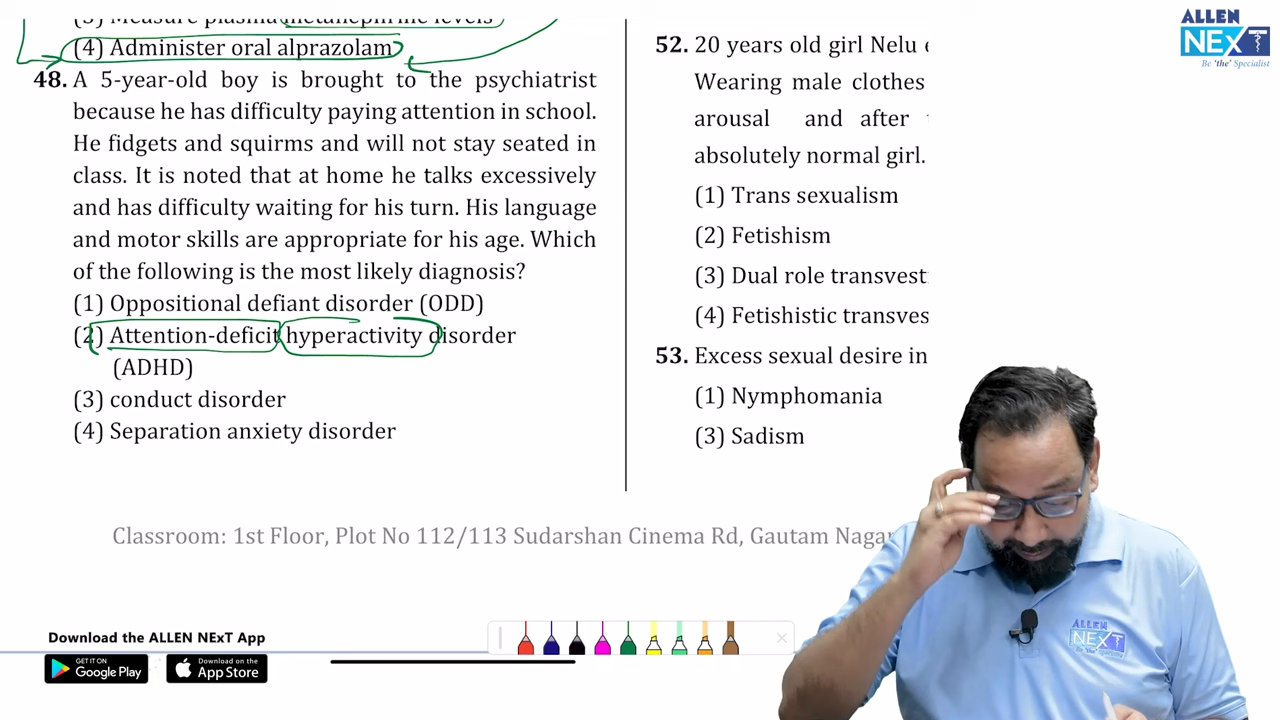 (3) Measure plasma metanephrine levels
(4) Administer oral alprazolam
48. A 5-year-old boy is brought to the psychiatrist
because he has difficulty paying attention in school.
He fidgets and squirms and will not stay seated in
class. It is noted that at home he talks excessively
and has difficulty waiting for his turn. His language
and motor skills are appropriate for his age. Which
of the following is the most likely diagnosis?
(1) Oppositional defiant disorder (ODD)
(2) Attention-deficit hyperactivity disorder
(ADHD)
(3) conduct disorder
(4) Separation anxiety disorder
52. 20 years old girl Nelu
Wearing male clothes
arousal and after
absolutely normal girl.
(1) Trans sexualism
(2) Fetishism
(3) Dual role transvest
(4) Fetishistic transves
53. Excess sexual desire in
(1) Nymphomania
(3) Sadism
Classroom: 1st Floor, Plot No 112/113 Sudarshan Cinema Rd, Gautam Nagar
Download the ALLEN NExT App
GET IT ON
Google Play
Download on the
App Store
ALLEN
NEXT
Be 'the' Specialist
ALLEN
NEXT